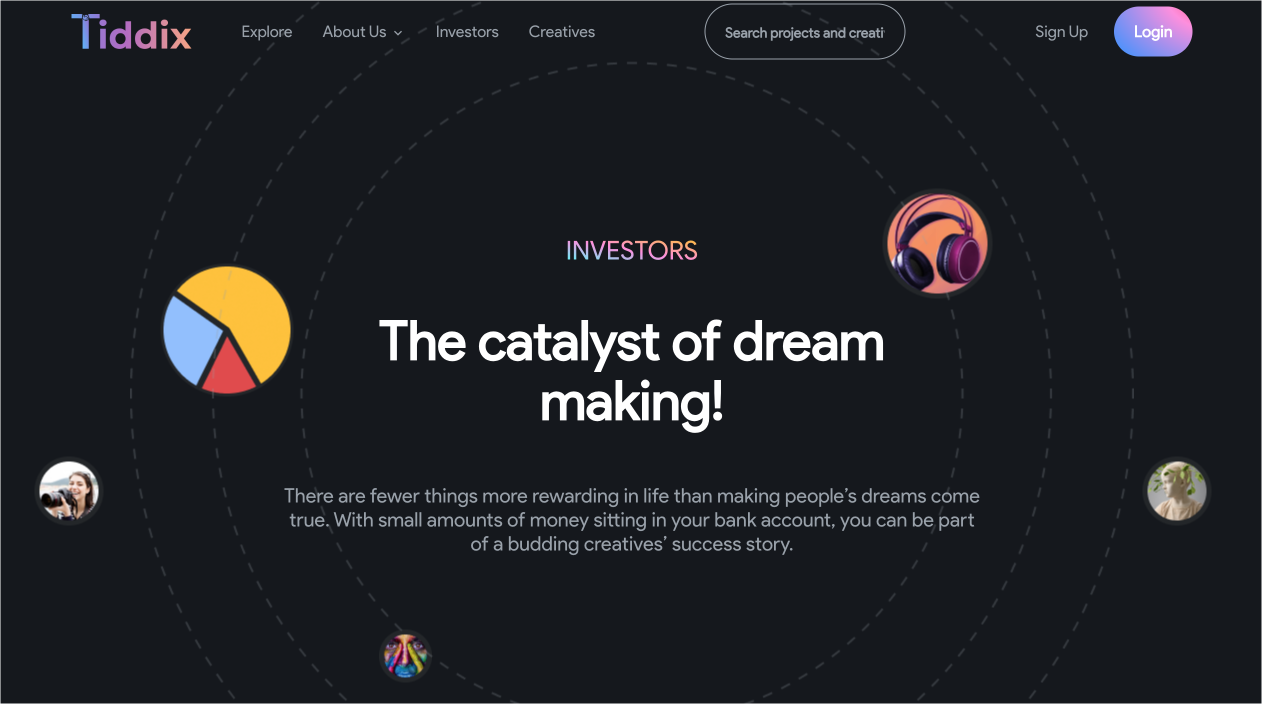 Tiddix
Explore
About Us
Investors
Creatives
Search projects and creati
Sign Up
Login
INVESTORS
The catalyst of dream
making!
There are fewer things more rewarding in life than making people’s dreams come
true. With small amounts of money sitting in your bank account, you can be part
of a budding creatives’ success story.